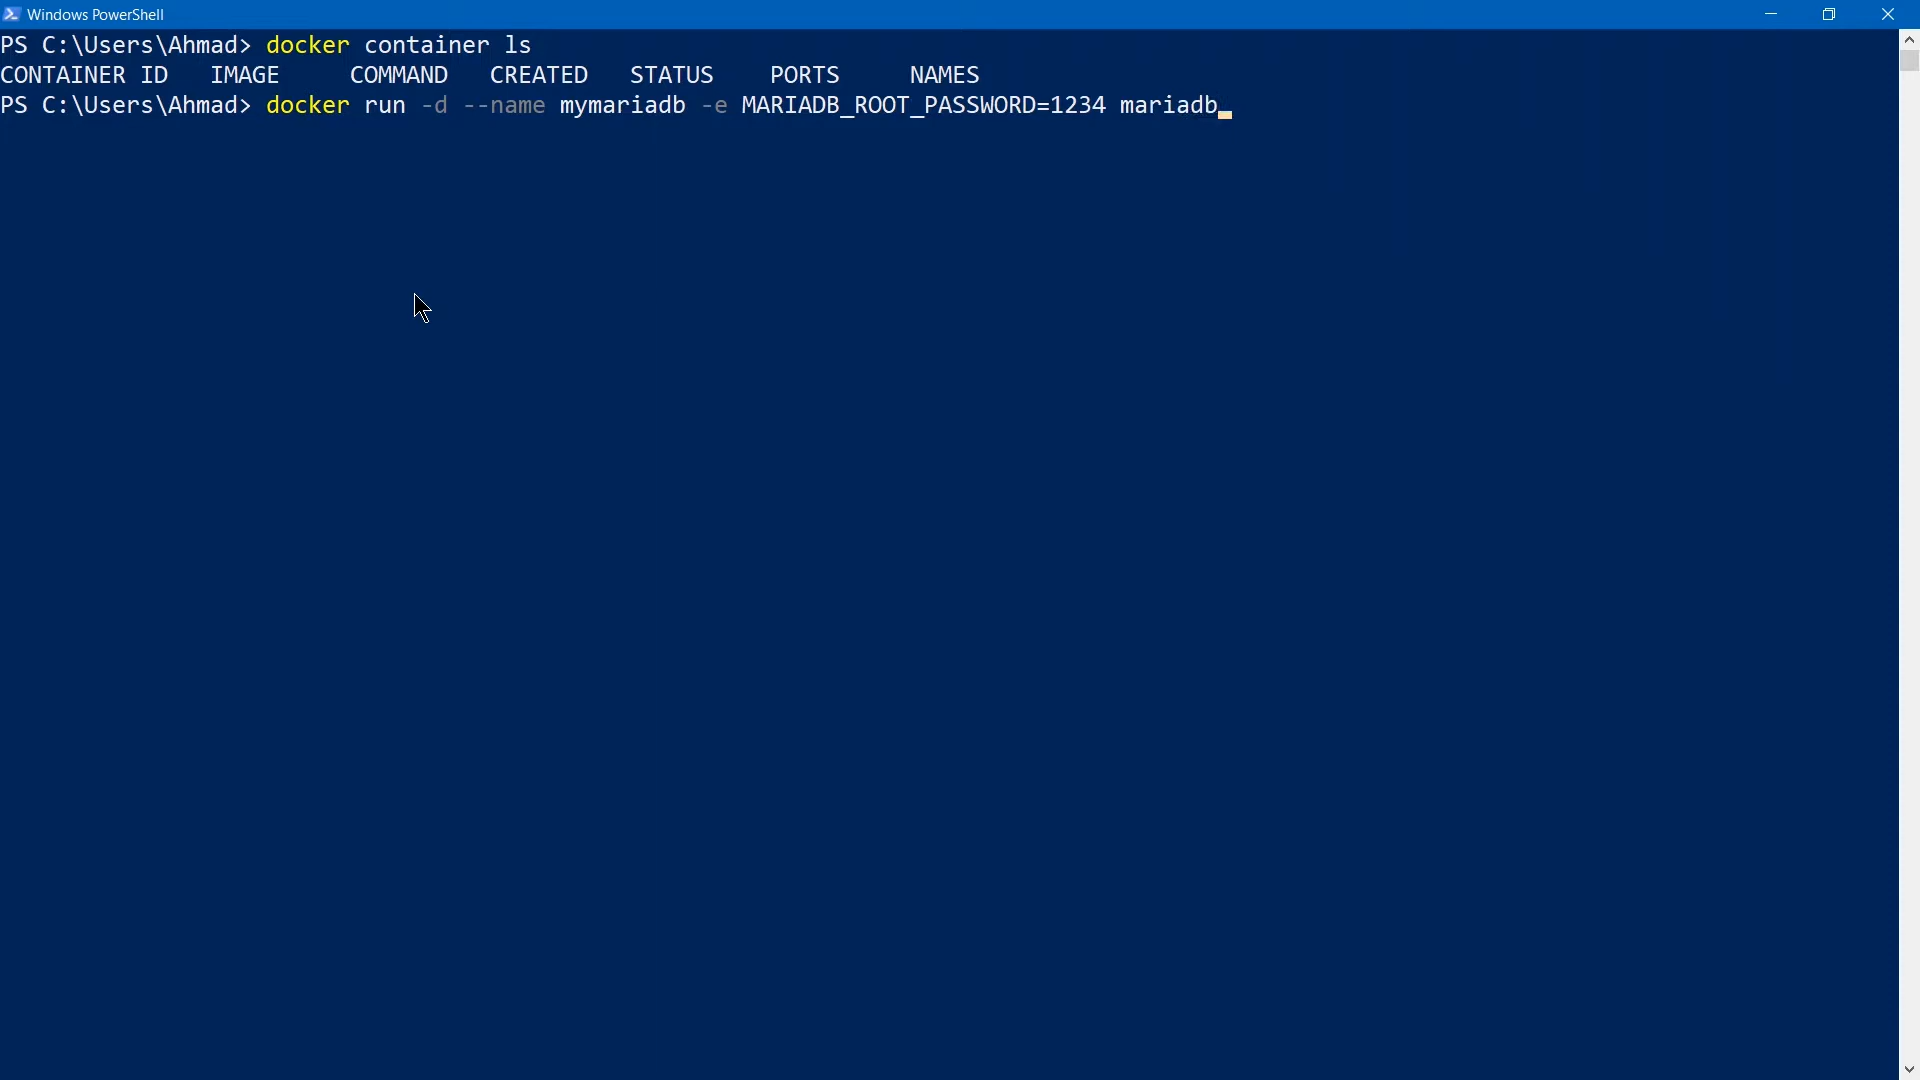 Windows PowerShell
PS C:\Users\Ahmad> docker container ls
CONTAINER ID   IMAGE     COMMAND   CREATED   STATUS    PORTS     NAMES
PS C:\Users\Ahmad> docker run -d --name mymariadb -e MARIADB_ROOT_PASSWORD=1234 mariadb